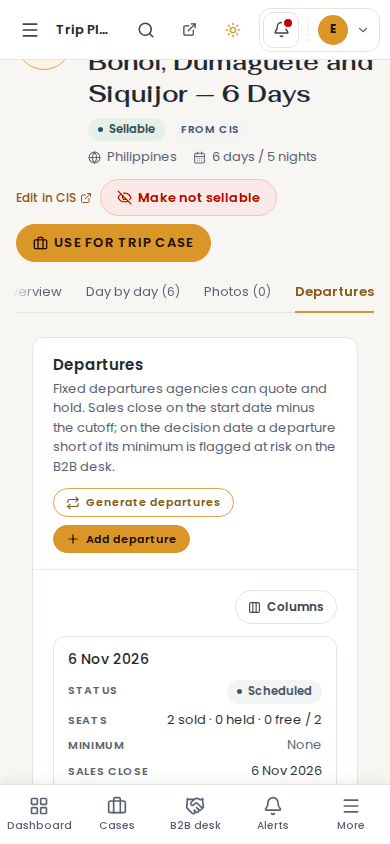 Trip Pl...
E
Bohol, Dumaguete and
Siquijor — 6 Days
Sellable
FROM CIS
Philippines
6 days / 5 nights
Edit in CIS
Make not sellable
USE FOR TRIP CASE
erview
Day by day (6)
Photos (0)
Departures
Departures
Fixed departures agencies can quote and
hold. Sales close on the start date minus
the cutoff; on the decision date a departure
short of its minimum is flagged at risk on the
B2B desk.
Generate departures
Add departure
Columns
6 Nov 2026
STATUS
Scheduled
SEATS
2 sold · 0 held · 0 free / 2
MINIMUM
None
SALES CLOSE
6 Nov 2026
Dashboard
Cases
B2B desk
Alerts
More